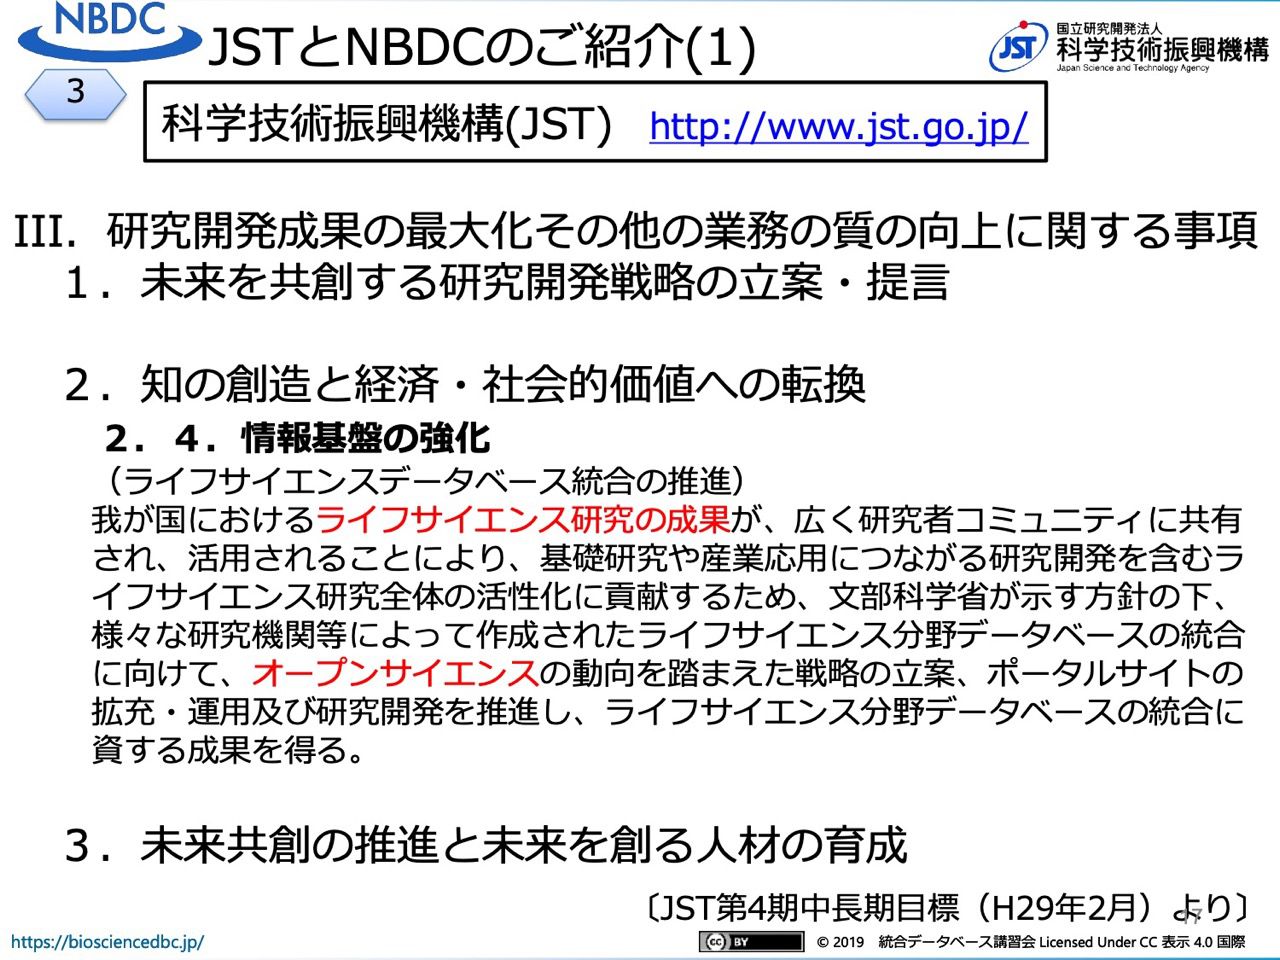 NBDC
JSTとNBDCのご紹介(1)
JST
国立研究開発法人
科学技術振興機構
Japan Science and Technology Agency
3
科学技術振興機構(JST) http://www.jst.go.jp/
III．研究開発成果の最大化その他の業務の質の向上に関する事項
１．未来を共創する研究開発戦略の立案・提言
２．知の創造と経済・社会的価値への転換
２．４．情報基盤の強化
（ライフサイエンスデータベース統合の推進）
我が国におけるライフサイエンス研究の成果が、広く研究者コミュニティに共有
され、活用されることにより、基礎研究や産業応用につながる研究開発を含むラ
イフサイエンス研究全体の活性化に貢献するため、文部科学省が示す方針の下、
様々な研究機関等によって作成されたライフサイエンス分野データベースの統合
に向けて、オープンサイエンスの動向を踏まえた戦略の立案、ポータルサイトの
拡充・運用及び研究開発を推進し、ライフサイエンス分野データベースの統合に
資する成果を得る。
３．未来共創の推進と未来を創る人材の育成
〔JST第4期中長期目標（H29年2月）より〕
17
https://biosciencedbc.jp/
cc BY
© 2019 統合データベース講習会 Licensed Under CC 表示 4.0 国際